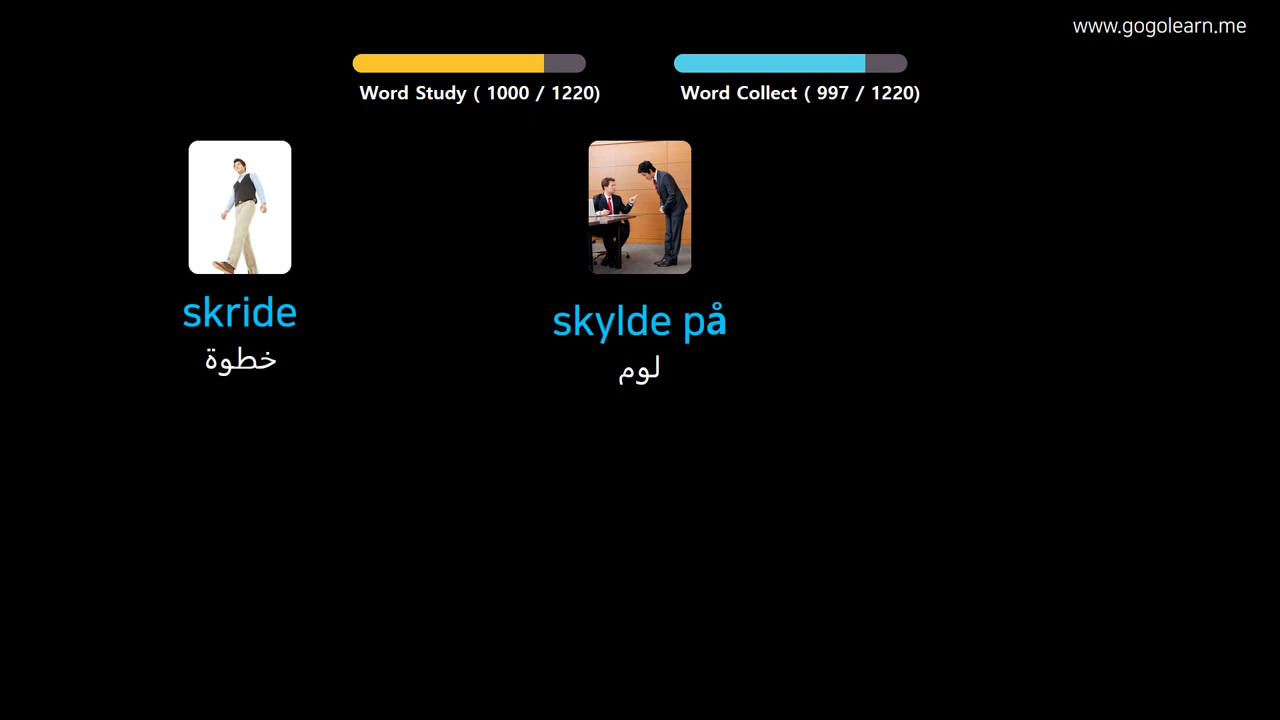 www.gogolearn.me
Word Study ( 1000 / 1220)
Word Collect ( 997 / 1220)
skride
خطوة
skylde på
لوم